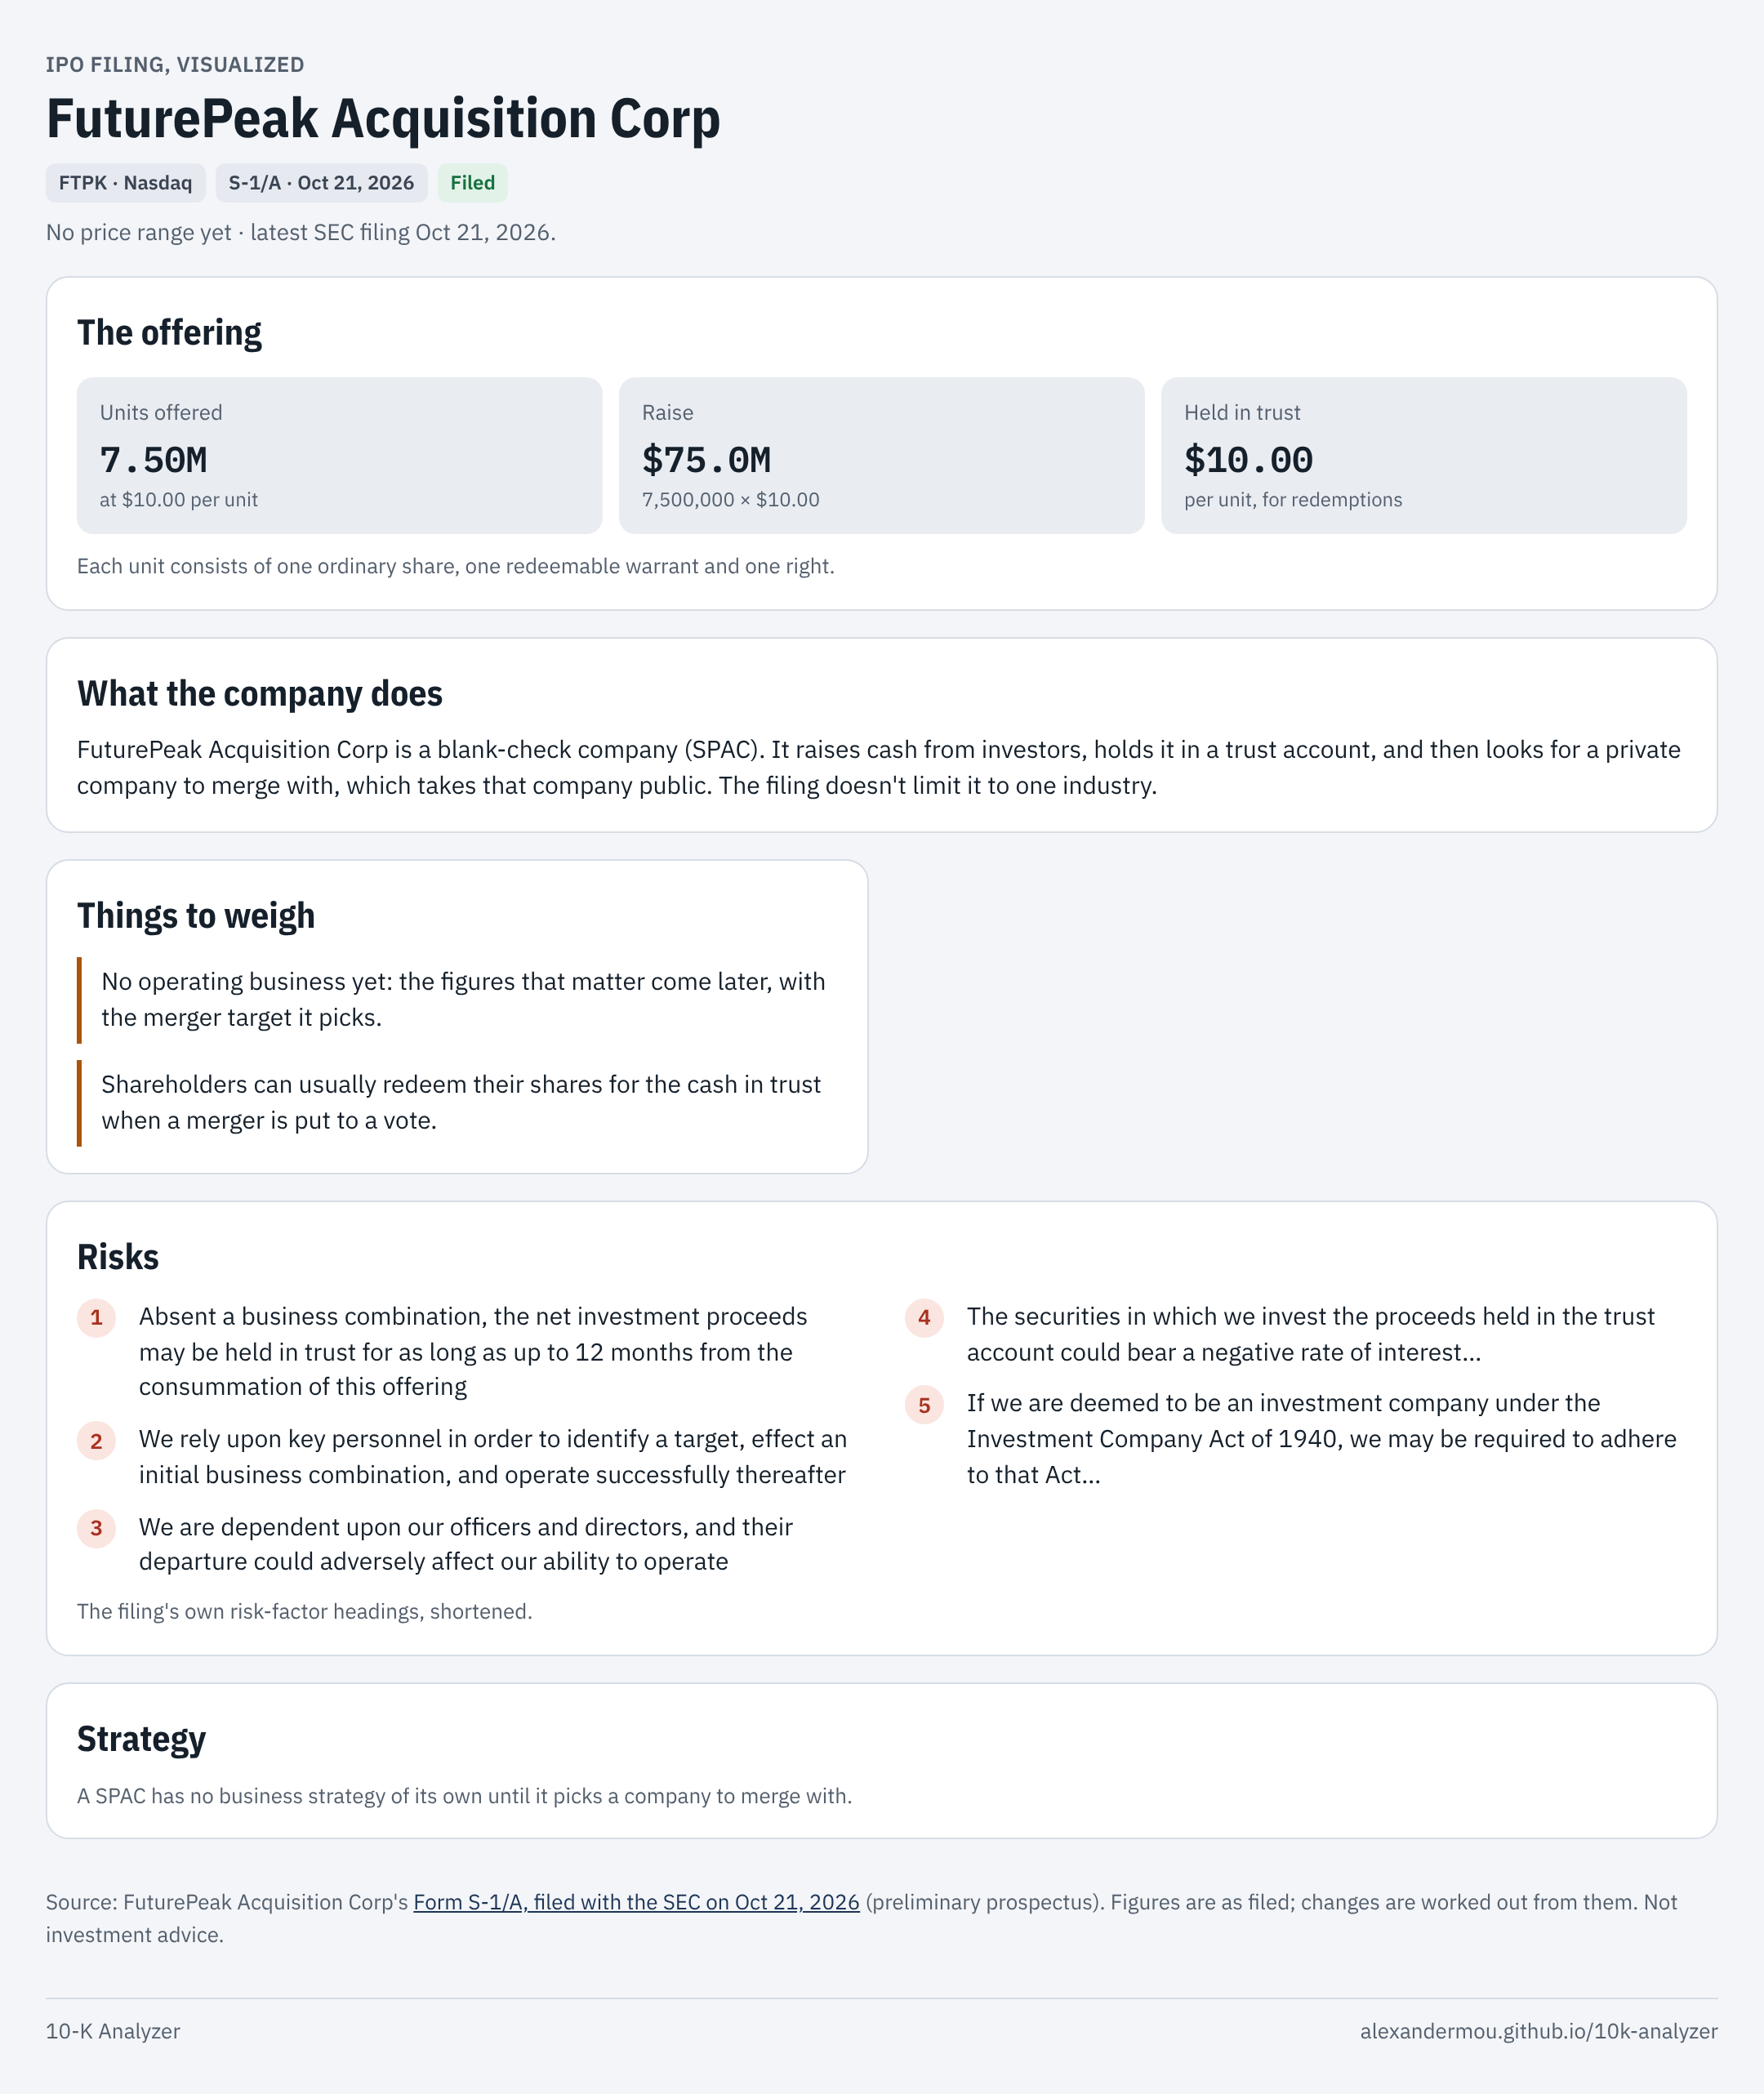 IPO FILING, VISUALIZED
FuturePeak Acquisition Corp
FTPK · Nasdaq
S-1/A · Oct 21, 2026
Filed
No price range yet · latest SEC filing Oct 21, 2026.
The offering
Units offered
7.50M
at $10.00 per unit
Raise
$75.0M
7,500,000 × $10.00
Held in trust
$10.00
per unit, for redemptions
Each unit consists of one ordinary share, one redeemable warrant and one right.
What the company does
FuturePeak Acquisition Corp is a blank-check company (SPAC). It raises cash from investors, holds it in a trust account, and then looks for a private
company to merge with, which takes that company public. The filing doesn't limit it to one industry.
Things to weigh
No operating business yet: the figures that matter come later, with
the merger target it picks.
Shareholders can usually redeem their shares for the cash in trust
when a merger is put to a vote.
Risks
1
Absent a business combination, the net investment proceeds
may be held in trust for as long as up to 12 months from the
consummation of this offering
2
We rely upon key personnel in order to identify a target, effect an
initial business combination, and operate successfully thereafter
3
We are dependent upon our officers and directors, and their
departure could adversely affect our ability to operate
4
The securities in which we invest the proceeds held in the trust
account could bear a negative rate of interest…
5
If we are deemed to be an investment company under the
Investment Company Act of 1940, we may be required to adhere
to that Act…
The filing's own risk-factor headings, shortened.
Strategy
A SPAC has no business strategy of its own until it picks a company to merge with.
Source: FuturePeak Acquisition Corp's Form S-1/A, filed with the SEC on Oct 21, 2026 (preliminary prospectus). Figures are as filed; changes are worked out from them. Not
investment advice.
10-K Analyzer
alexandermou.github.io/10k-analyzer